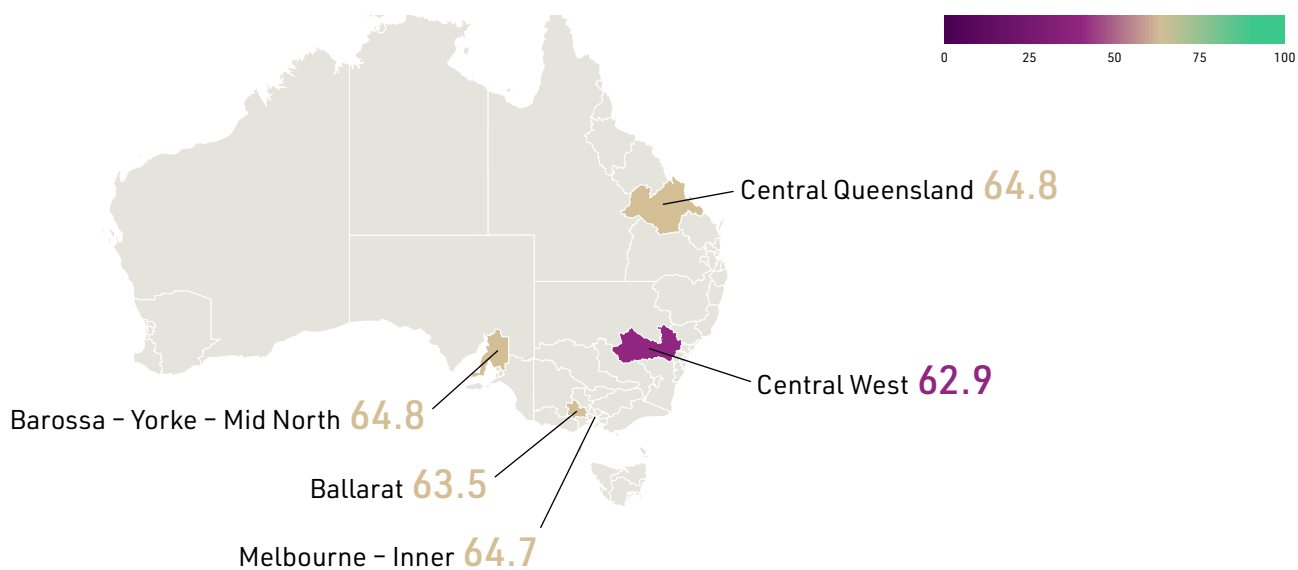 0 25 50 75 100
Central Queensland 64.8
Central West 62.9
Barossa – Yorke – Mid North 64.8
Ballarat 63.5
Melbourne – Inner 64.7